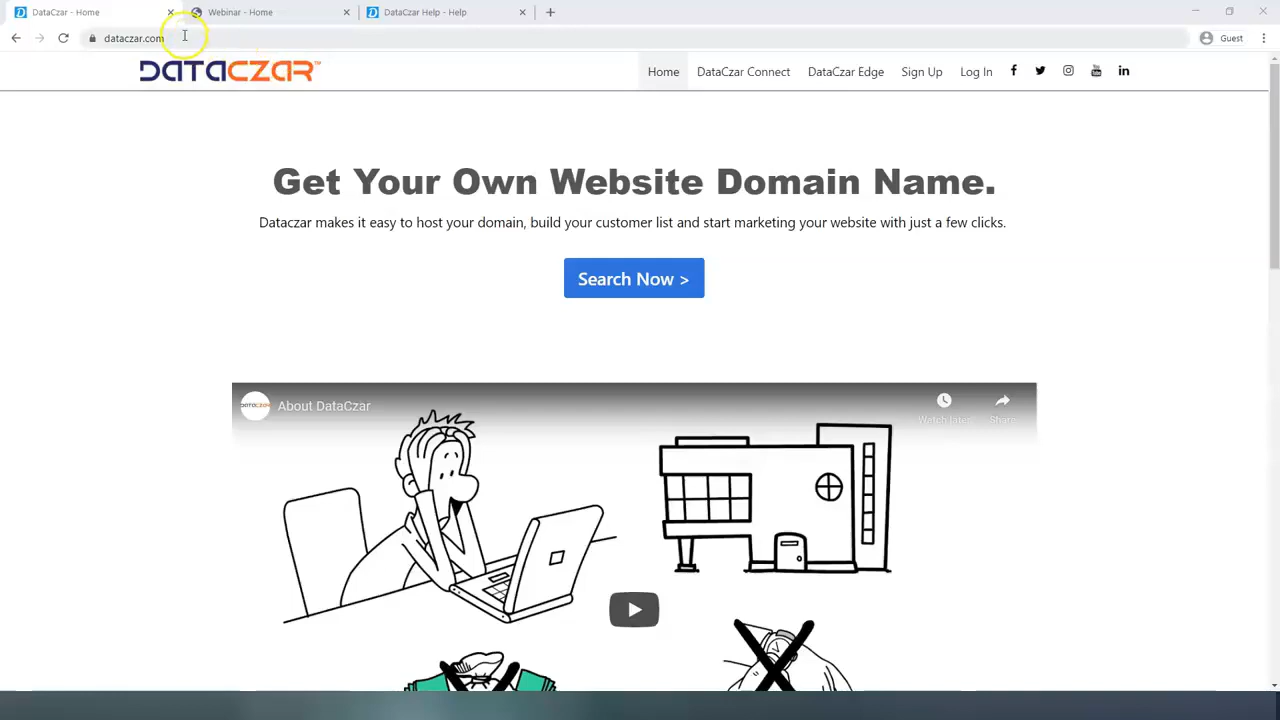 DataCzar - Home
Webinar - Home
DataCzar Help - Help
dataczar.com
Guest
DATACZAR™
Home
DataCzar Connect
DataCzar Edge
Sign Up
Log In
Get Your Own Website Domain Name.
Dataczar makes it easy to host your domain, build your customer list and start marketing your website with just a few clicks.
Search Now >
DATACZAR
About DataCzar
Watch later
Share